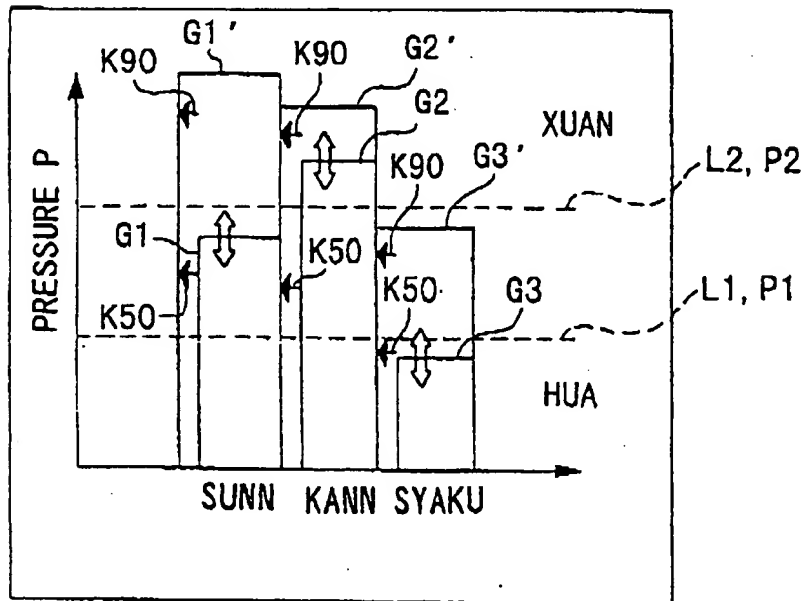 G1'
K90
K90
G2'
G2
XUAN
G3'
K90
L2, P2
PRESSURE P
G1
K50
K50
K50
G3
L1, P1
HUA
SUNN KANN SYAKU